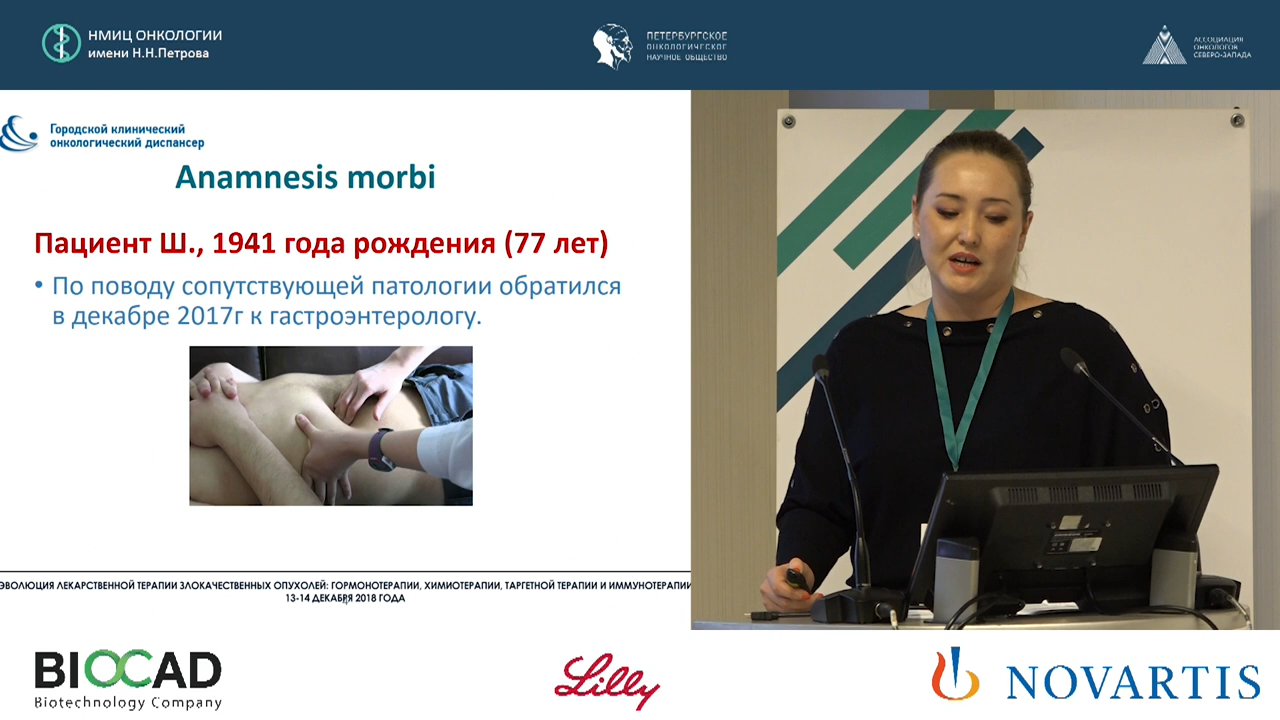 НМИЦ ОНКОЛОГИИ
имени Н.Н.Петрова
ПЕТЕРБУРГСКОЕ
ОНКОЛОГИЧЕСКОЕ
НАУЧНОЕ ОБЩЕСТВО
АССОЦИАЦИЯ
ОНКОЛОГОВ
СЕВЕРО-ЗАПАДА
Городской клинический
онкологический диспансер
Anamnesis morbi
Пациент Ш., 1941 года рождения (77 лет)
• По поводу сопутствующей патологии обратился
в декабре 2017г к гастроэнтерологу.
ЭВОЛЮЦИЯ ЛЕКАРСТВЕННОЙ ТЕРАПИИ ЗЛОКАЧЕСТВЕННЫХ ОПУХОЛЕЙ: ГОРМОНОТЕРАПИИ, ХИМИОТЕРАПИИ, ТАРГЕТНОЙ ТЕРАПИИ И ИММУНОТЕРАПИИ
13-14 ДЕКАБРЯ 2018 ГОДА
BIOCAD
Biotechnology Company
Lilly
NOVARTIS